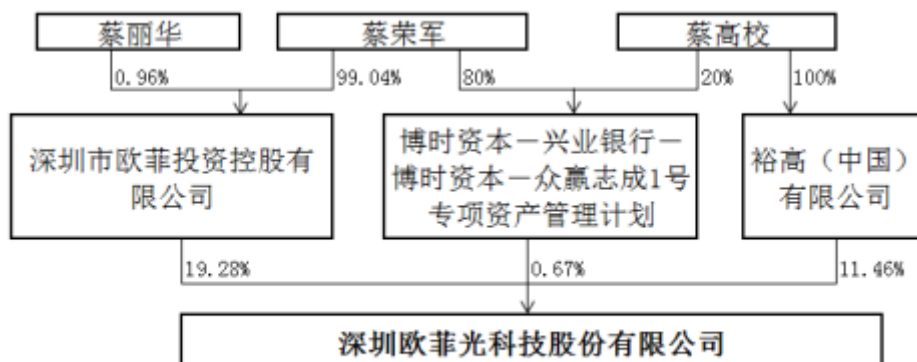 蔡丽华
蔡荣军
蔡高校
0.96%
99.04%
80%
20%
100%
深圳市欧菲投资控股有
限公司
博时资本－兴业银行－
博时资本－众赢志成1号
专项资产管理计划
裕高（中国）
有限公司
19.28%
0.67%
11.46%
深圳欧菲光科技股份有限公司